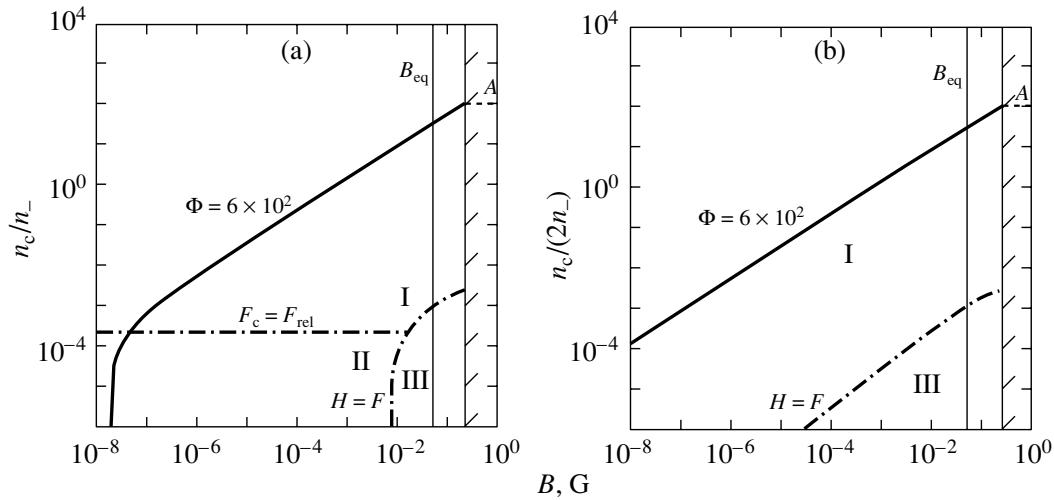 (a)
n_c/n_–
10^4
10^0
10^–4
B_eq
A
Φ = 6 × 10^2
I
F_c = F_rel
II
III
H = F
10^–8
10^–6
10^–4
10^–2
10^0
(b)
n_c/(2n_–)
10^4
10^0
10^–4
B_eq
A
Φ = 6 × 10^2
I
III
H = F
10^–8
10^–6
10^–4
10^–2
10^0
B, G